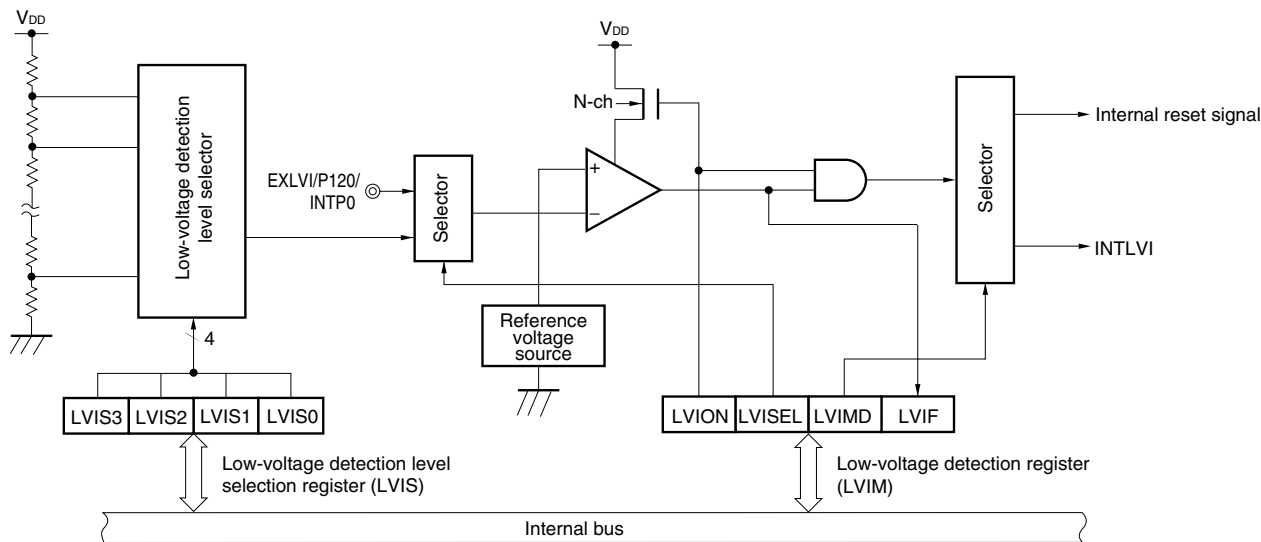 VDD
Low-voltage detection
level selector
4
LVIS3 LVIS2 LVIS1 LVIS0
Low-voltage detection level
selection register (LVIS)
EXLVI/P120/
INTP0
Selector
VDD
N-ch
+
−
Reference
voltage
source
Selector
Internal reset signal
INTLVI
LVION LVISEL LVIMD LVIF
Low-voltage detection register
(LVIM)
Internal bus